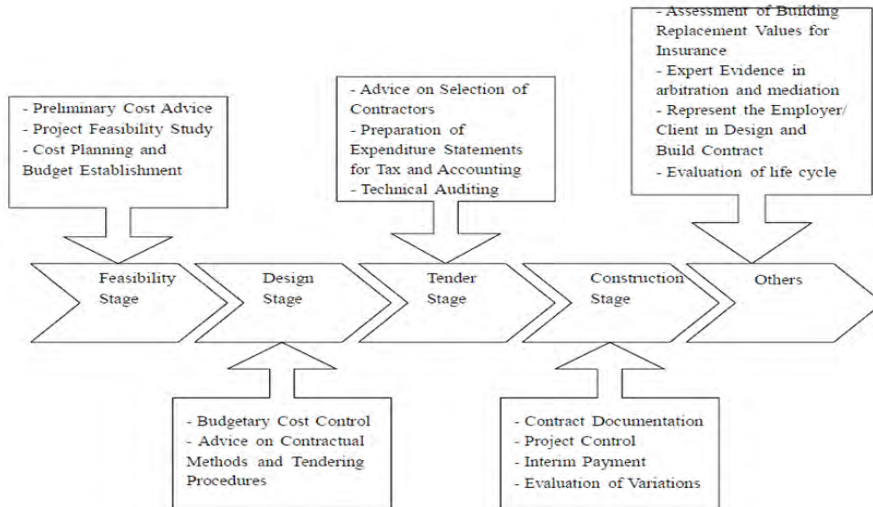 - Preliminary Cost Advice
- Project Feasibility Study
- Cost Planning and
Budget Establishment
- Advice on Selection of
Contractors
- Preparation of
Expenditure Statements
for Tax and Accounting
- Technical Auditing
- Assessment of Building
Replacement Values for
Insurance
- Expert Evidence in
arbitration and mediation
- Represent the Employer/
Client in Design and
Build Contract
- Evaluation of life cycle
Feasibility
Stage
Design
Stage
Tender
Stage
Construction
Stage
Others
- Budgetary Cost Control
- Advice on Contractual
Methods and Tendering
Procedures
- Contract Documentation
- Project Control
- Interim Payment
- Evaluation of Variations